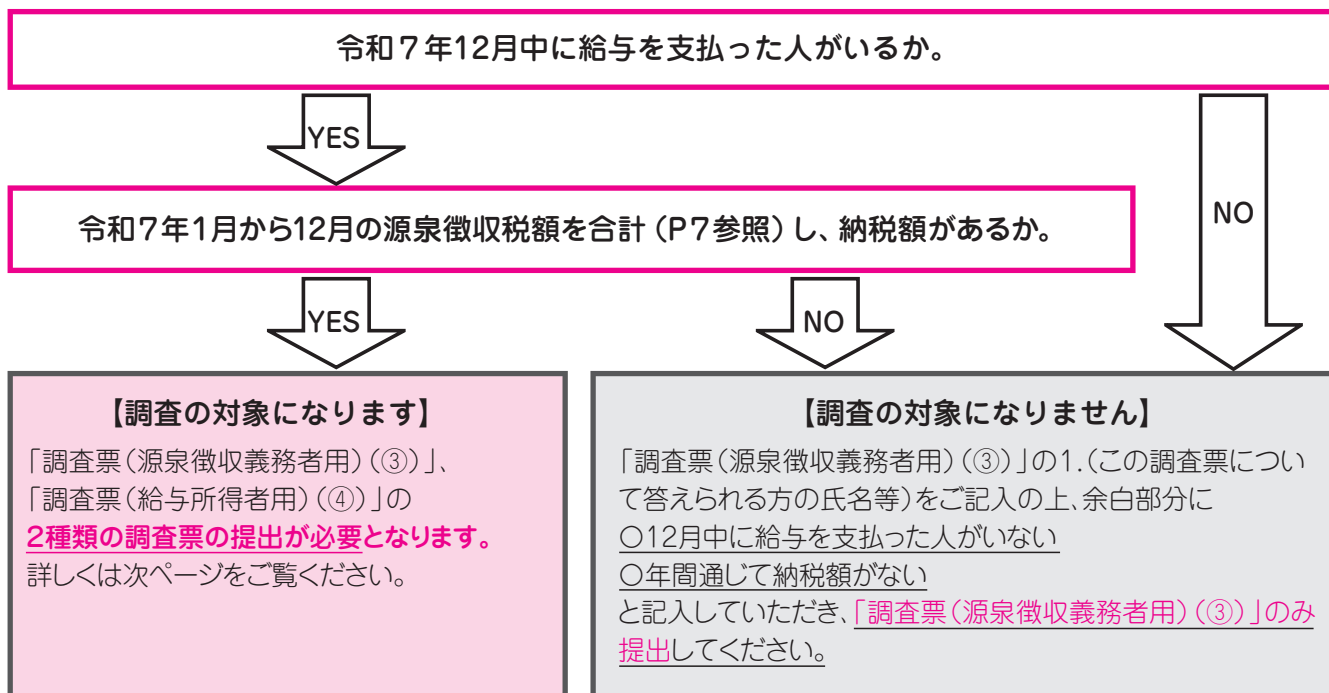 令和７年12月中に給与を支払った人がいるか。
YES
NO
令和７年1月から12月の源泉徴収税額を合計（P７参照）し、納税額があるか。
YES
NO
【調査の対象になります】
「調査票（源泉徴収義務者用）（③）」、
「調査票（給与所得者用）（④）」の
2種類の調査票の提出が必要となります。
詳しくは次ページをご覧ください。
【調査の対象になりません】
「調査票（源泉徴収義務者用）（③）」の1.（この調査票につい
て答えられる方の氏名等）をご記入の上、余白部分に
〇12月中に給与を支払った人がいない
〇年間通じて納税額がない
と記入していただき、「調査票（源泉徴収義務者用）（③）」のみ
提出してください。